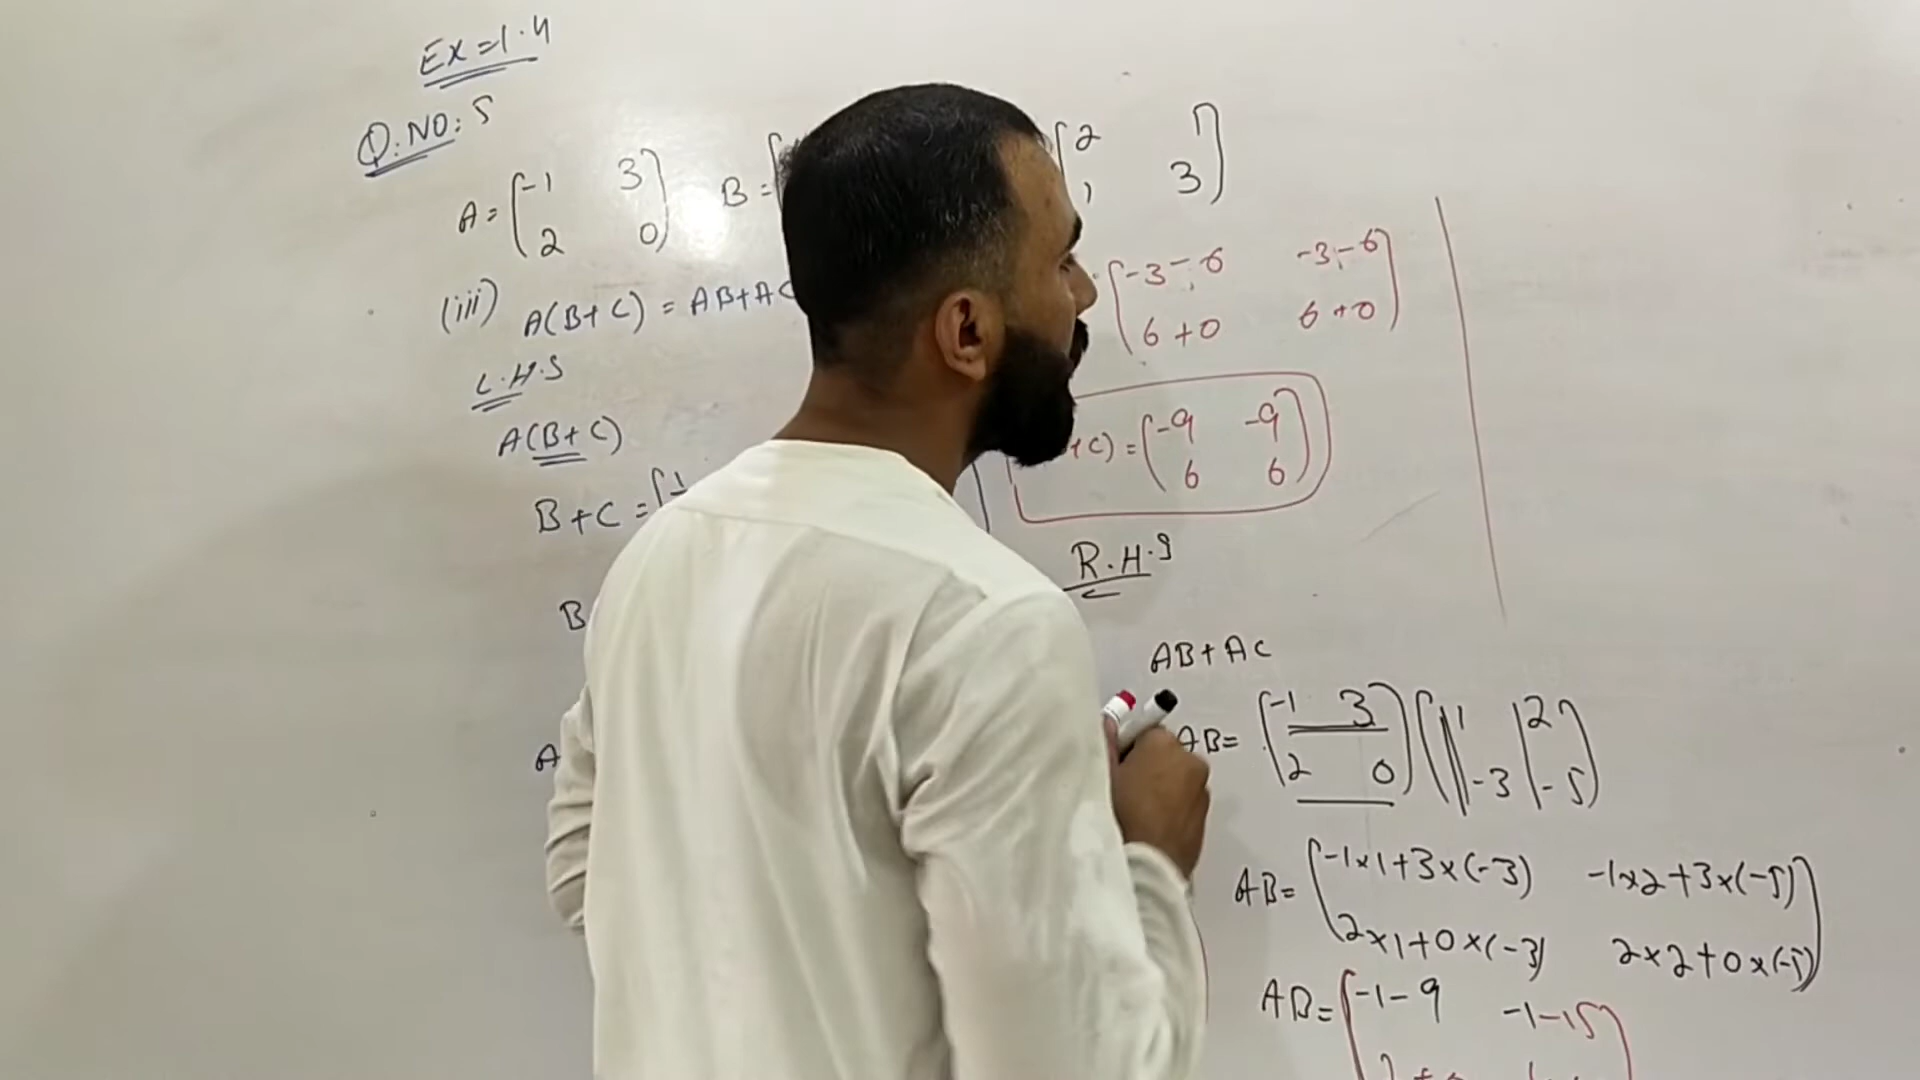 Ex=1.4
Q.NO: 5
A = [-1 3
2 0] B = [
[2 1]
1 3]
(iii) A(B+C) = AB+AC
L.H.S
A(B+C)
B+C = [1
B
A
[-3-6 -3-6
6+0 6+0]
+C) = [-9 -9
6 6]
R.H.S
AB+AC
AB= [-1 3
2 0] [1 2
-3 -5]
AB= [-1×1+3×(-3) -1×2+3×(-5)
2×1+0×(-3) 2×2+0×(-5)]
AB= [-1-9 -1-15]